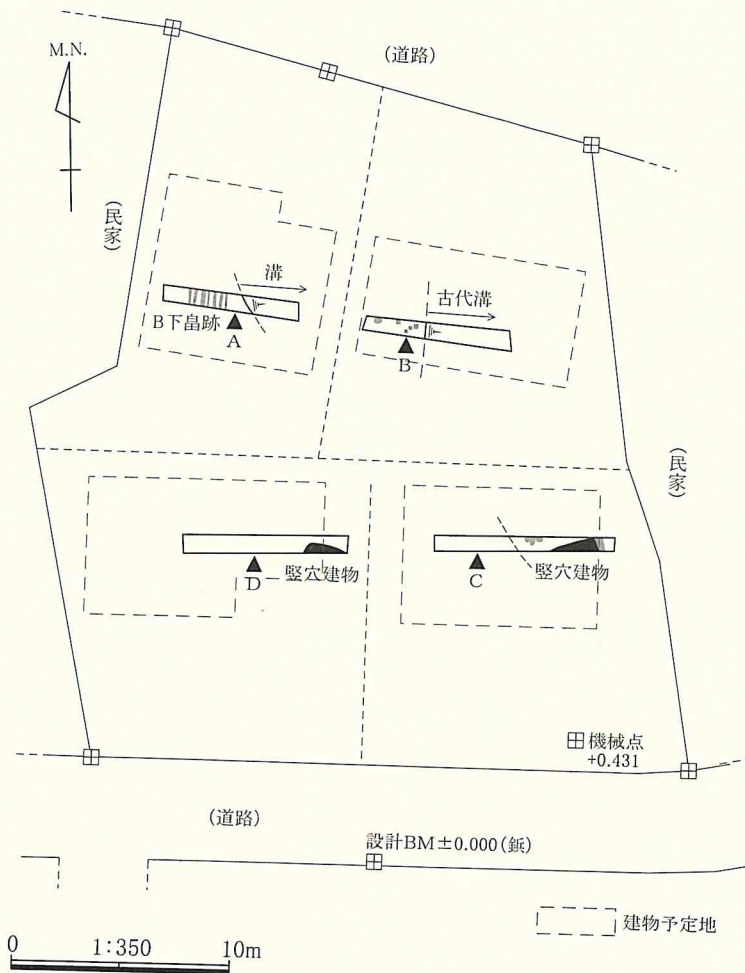 M.N.
(道路)
(民家)
溝
B下畠跡
A
古代溝
B
(民家)
竪穴建物
D
竪穴建物
C
機械点
+0.431
(道路)
設計BM±0.000(鋲)
建物予定地
0 1:350 10m